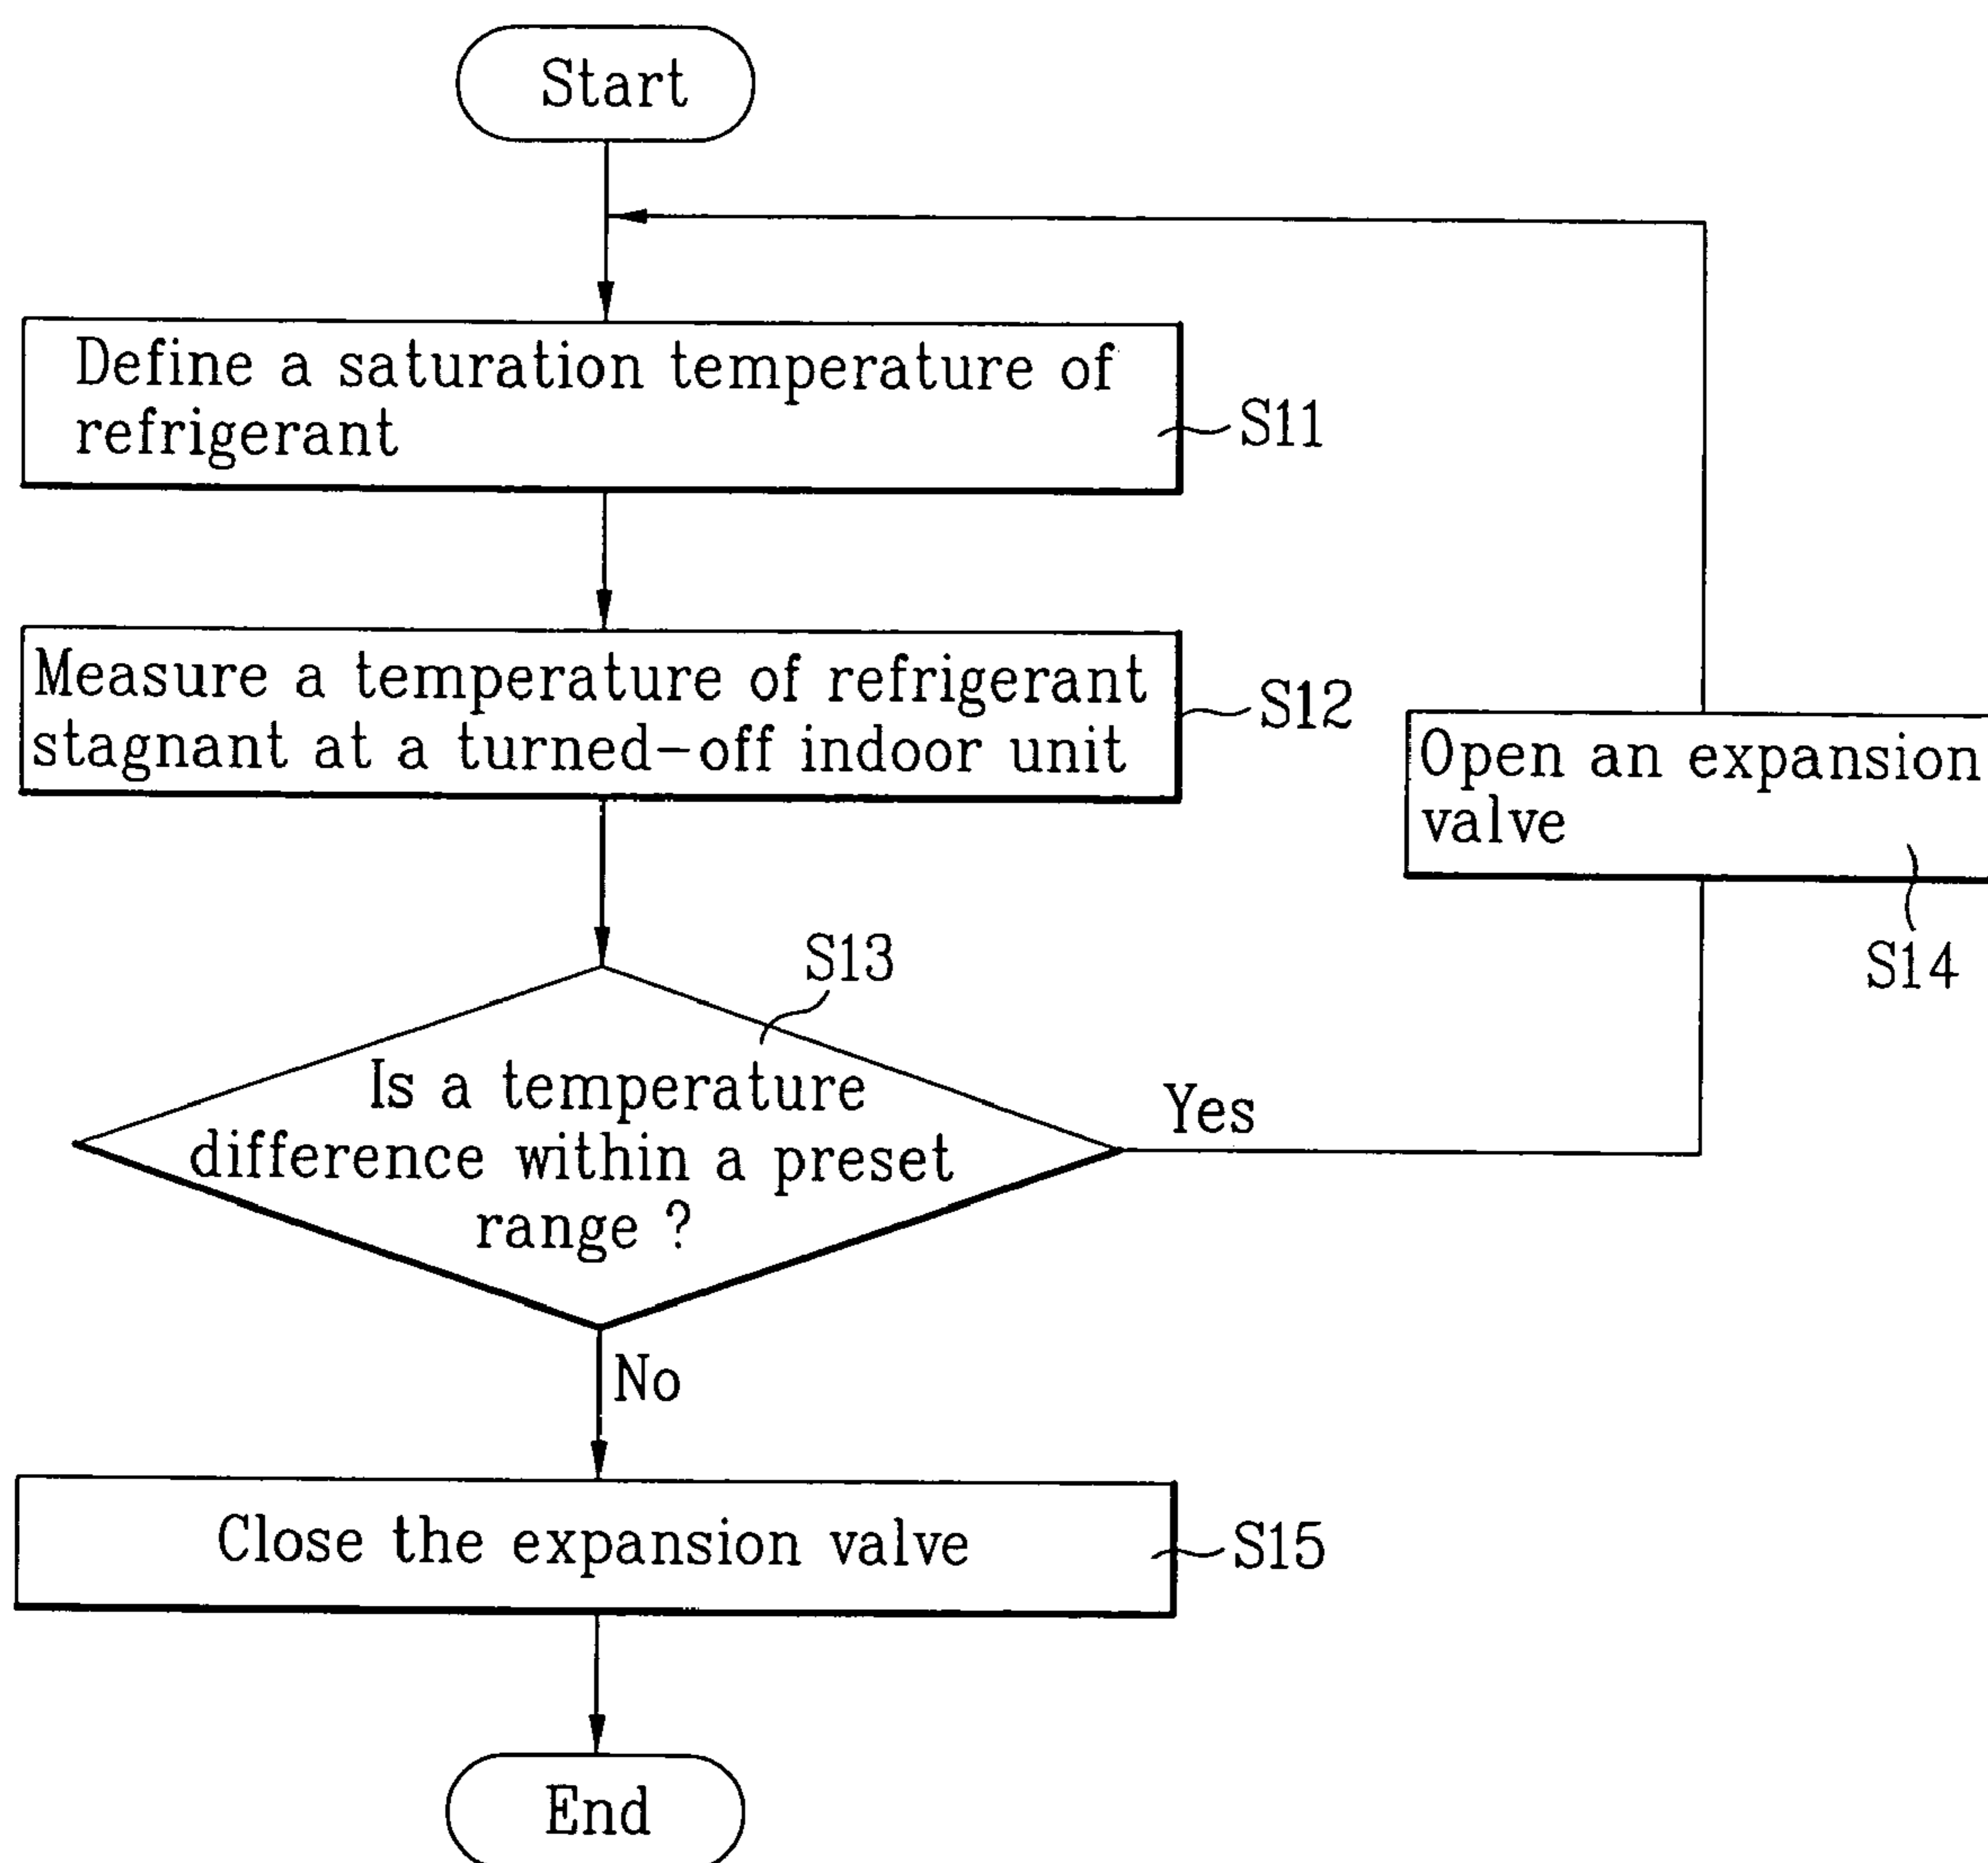 Start
Define a saturation temperature of
refrigerant
S11
Measure a temperature of refrigerant
stagnant at a turned-off indoor unit
S12
Open an expansion
valve
S14
S13
Is a temperature
difference within a preset
range ?
Yes
No
Close the expansion valve
S15
End